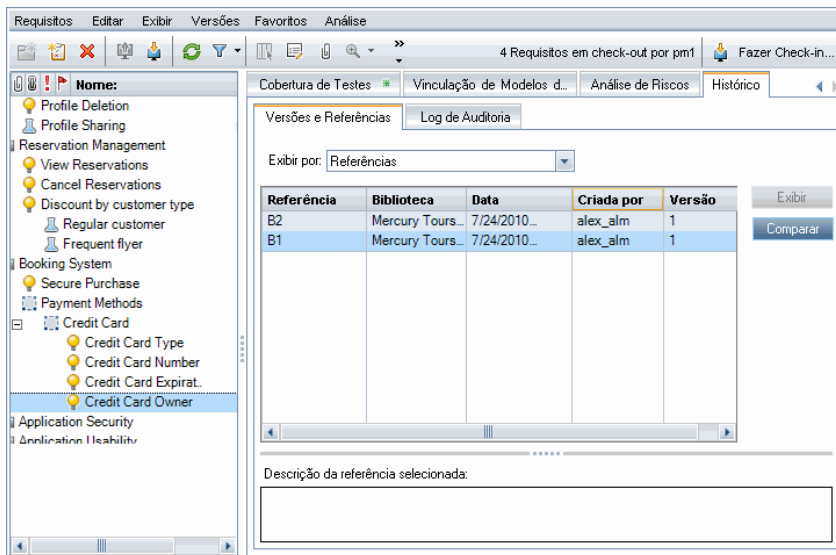 Requisitos Editar Exibir Versões Favoritos Análise
» 4 Requisitos em check-out por pm1 Fazer Check-in...
Nome:
Profile Deletion
Profile Sharing
Reservation Management
View Reservations
Cancel Reservations
Discount by customer type
Regular customer
Frequent flyer
Booking System
Secure Purchase
Payment Methods
Credit Card
Credit Card Type
Credit Card Number
Credit Card Expirat..
Credit Card Owner
Application Security
Application Usability
Cobertura de Testes * Vinculação de Modelos d... Análise de Riscos Histórico
Versões e Referências Log de Auditoria
Exibir por: Referências
Referência Biblioteca Data Criada por Versão
B2 Mercury Tours... 7/24/2010... alex_alm 1
B1 Mercury Tours... 7/24/2010... alex_alm 1
Exibir
Comparar
Descrição da referência selecionada: